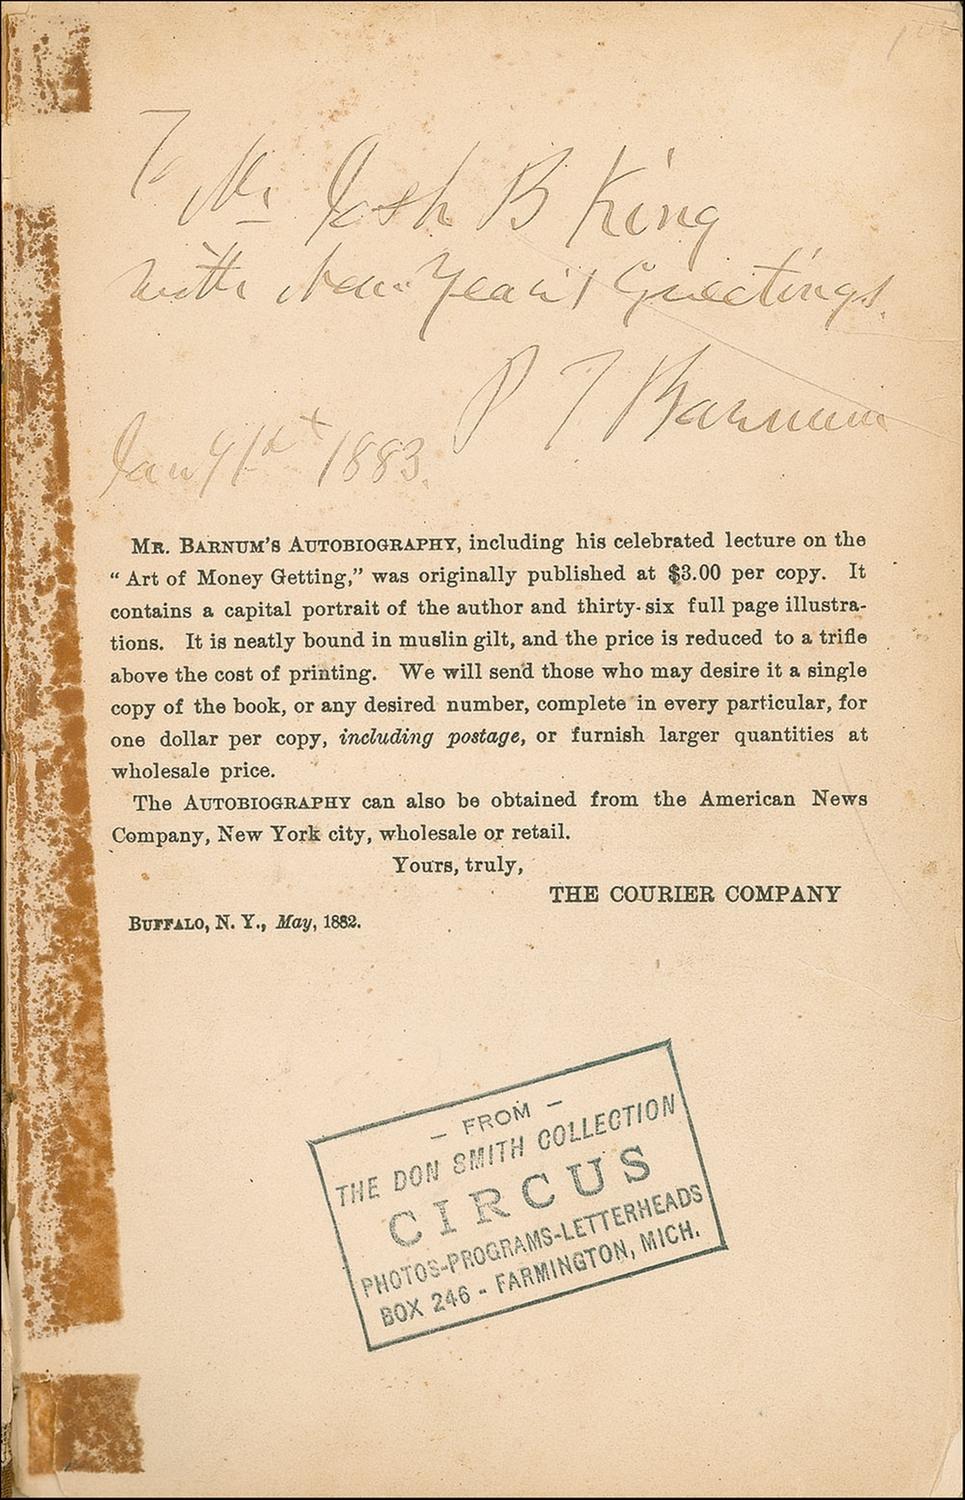 To
Mr Josh B King
with New Year's Greetings.
P T Barnum
Jany 1st 1883.
MR. BARNUM'S AUTOBIOGRAPHY, including his celebrated lecture on the
“ Art of Money Getting,” was originally published at $3.00 per copy. It
contains a capital portrait of the author and thirty-six full page illustra-
tions. It is neatly bound in muslin gilt, and the price is reduced to a trifle
above the cost of printing. We will send those who may desire it a single
copy of the book, or any desired number, complete in every particular, for
one dollar per copy, including postage, or furnish larger quantities at
wholesale price.
The AUTOBIOGRAPHY can also be obtained from the American News
Company, New York city, wholesale or retail.
Yours, truly,
THE COURIER COMPANY
BUFFALO, N. Y., May, 1882.
– FROM –
THE DON SMITH COLLECTION
CIRCUS
PHOTOS-PROGRAMS-LETTERHEADS
BOX 246 - FARMINGTON, MICH.